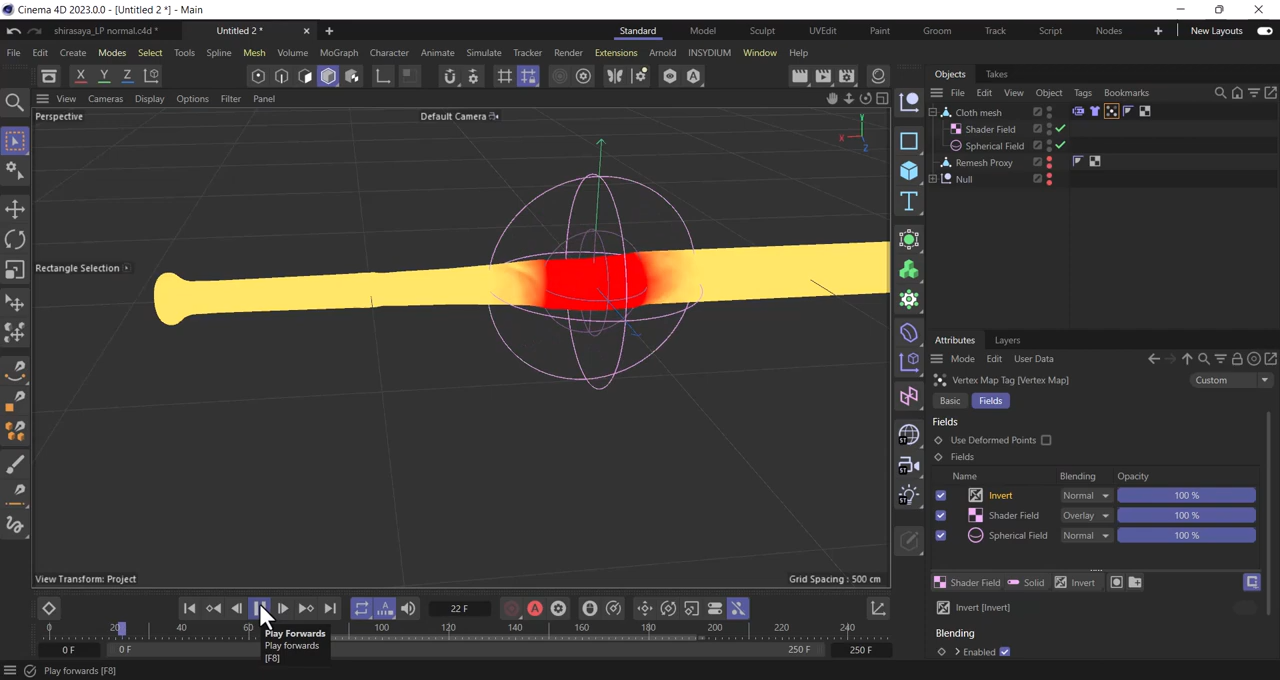 Cinema 4D 2023.0.0 - [Untitled 2 *] - Main
shirasaya_LP normal.c4d * Untitled 2 * Standard Model Sculpt UVEdit Paint Groom Track Script Nodes New Layouts
File Edit Create Modes Select Tools Spline Mesh Volume MoGraph Character Animate Simulate Tracker Render Extensions Arnold INSYDIUM Window Help
X Y Z
Objects Takes
View Cameras Display Options Filter Panel
File Edit View Object Tags Bookmarks
Perspective Default Camera
Y
X
Z
Cloth mesh
Shader Field
Spherical Field
Remesh Proxy
Null
Rectangle Selection
T
Attributes Layers
Mode Edit User Data
Vertex Map Tag [Vertex Map] Custom
Basic Fields
Fields
Use Deformed Points
Fields
Name Blending Opacity
Invert Normal 100 %
Shader Field Overlay 100 %
Spherical Field Normal 100 %
ST
ST
ST
View Transform: Project Grid Spacing : 500 cm
Shader Field Solid Invert
22 F
Invert [Invert]
0 20 40 100 120 140 160 180 220 240
Play Forwards
Play forwards
[F8]
Blending
0 F 0 F 250 F 250 F
Enabled
Play forwards [F8]